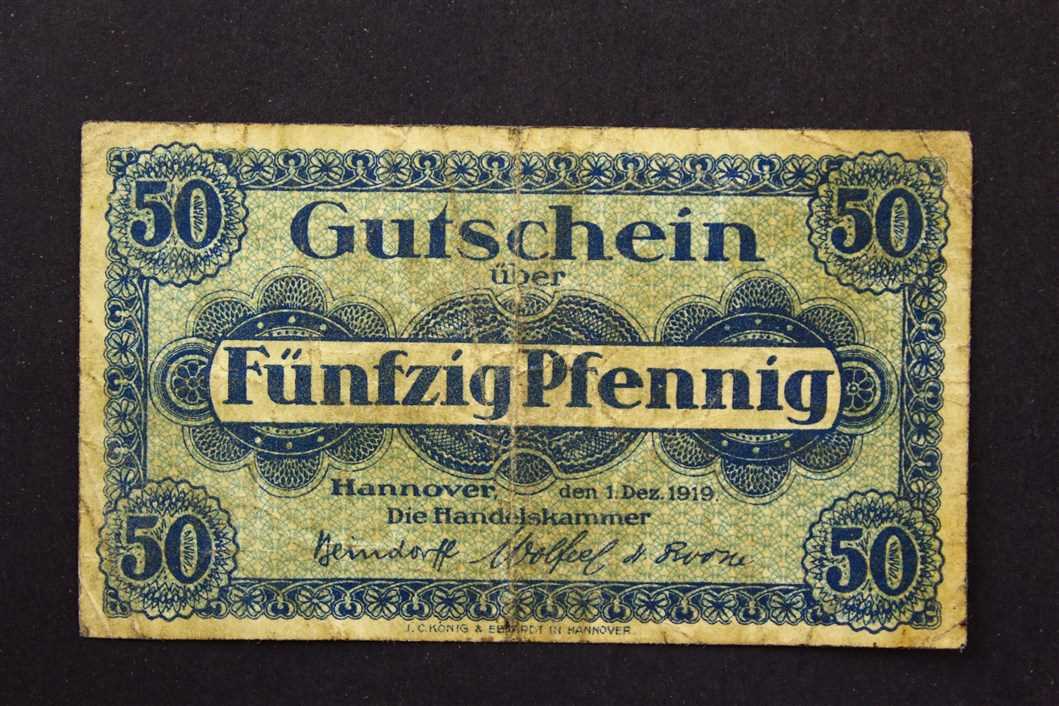 50 50
Gutschein
über
Fünfzig Pfennig
Hannover, den 1. Dez. 1919.
Die Handelskammer
Beindorff
50 50
J. C. KÖNIG & EBHARDT IN HANNOVER